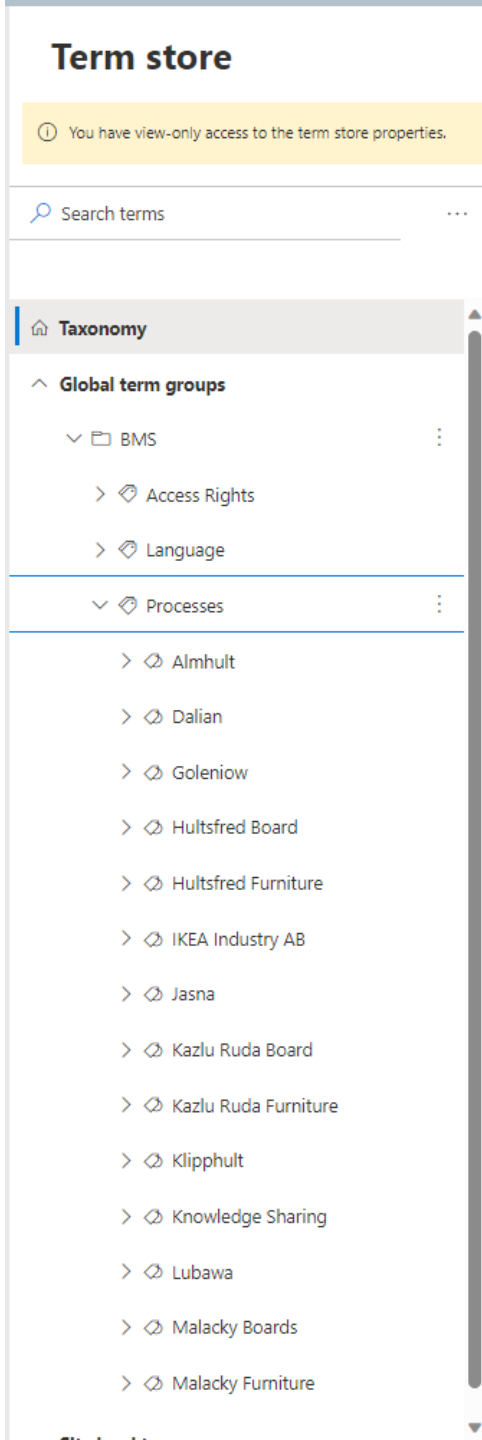 Term store
You have view-only access to the term store properties.
Search terms
Taxonomy
Global term groups
BMS
Access Rights
Language
Processes
Almhult
Dalian
Goleniow
Hultsfred Board
Hultsfred Furniture
IKEA Industry AB
Jasna
Kazlu Ruda Board
Kazlu Ruda Furniture
Klipphult
Knowledge Sharing
Lubawa
Malacky Boards
Malacky Furniture